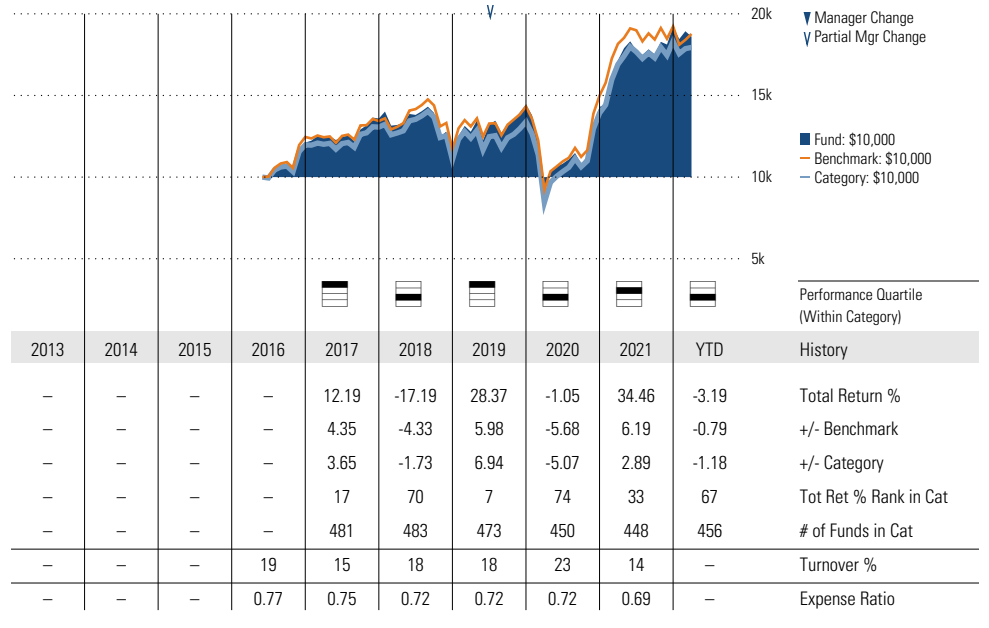 20k
▼ Manager Change
V Partial Mgr Change
15k
Fund: $10,000
Benchmark: $10,000
Category: $10,000
10k
5k
Performance Quartile
(Within Category)
2013 2014 2015 2016 2017 2018 2019 2020 2021 YTD History
– – – – 12.19 -17.19 28.37 -1.05 34.46 -3.19 Total Return %
– – – – 4.35 -4.33 5.98 -5.68 6.19 -0.79 +/- Benchmark
– – – – 3.65 -1.73 6.94 -5.07 2.89 -1.18 +/- Category
– – – – 17 70 7 74 33 67 Tot Ret % Rank in Cat
– – – – 481 483 473 450 448 456 # of Funds in Cat
– – – 19 15 18 18 23 14 – Turnover %
– – – 0.77 0.75 0.72 0.72 0.72 0.69 – Expense Ratio